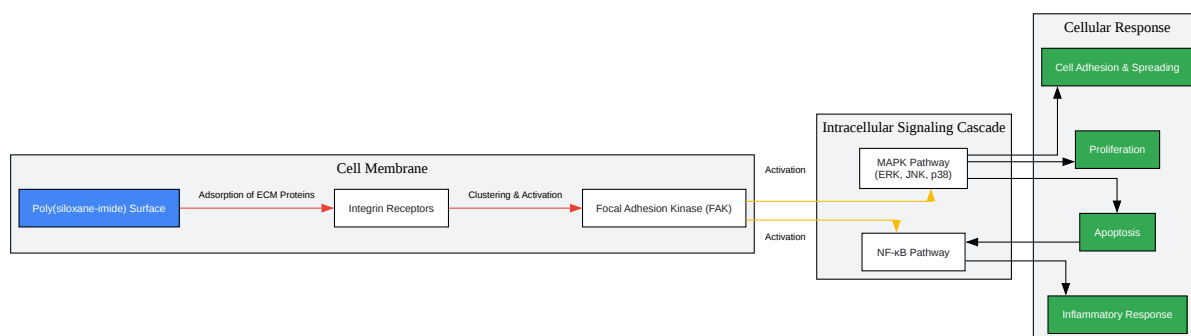 Cellular Response
Cell Adhesion & Spreading
Intracellular Signaling Cascade
Proliferation
Cell Membrane
Activation
MAPK Pathway
(ERK, JNK, p38)
Poly(siloxane-imide) Surface
Adsorption of ECM Proteins
Integrin Receptors
Clustering & Activation
Focal Adhesion Kinase (FAK)
Activation
NF-κB Pathway
Apoptosis
Inflammatory Response